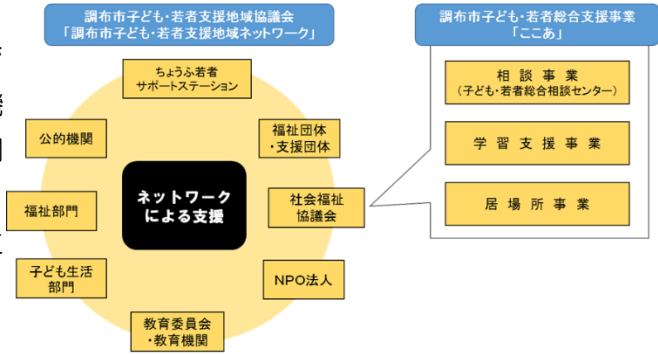 調布市子ども・若者支援地域協議会
「調布市子ども・若者支援地域ネットワーク」
ちょうふ若者
サポートステーション
公的機関
福祉団体
・支援団体
福祉部門
ネットワーク
による支援
社会福祉
協議会
子ども生活
部門
NPO法人
教育委員会
・教育機関
調布市子ども・若者総合支援事業
「ここあ」
相談事業
（子ども・若者総合相談センター）
学習支援事業
居場所事業